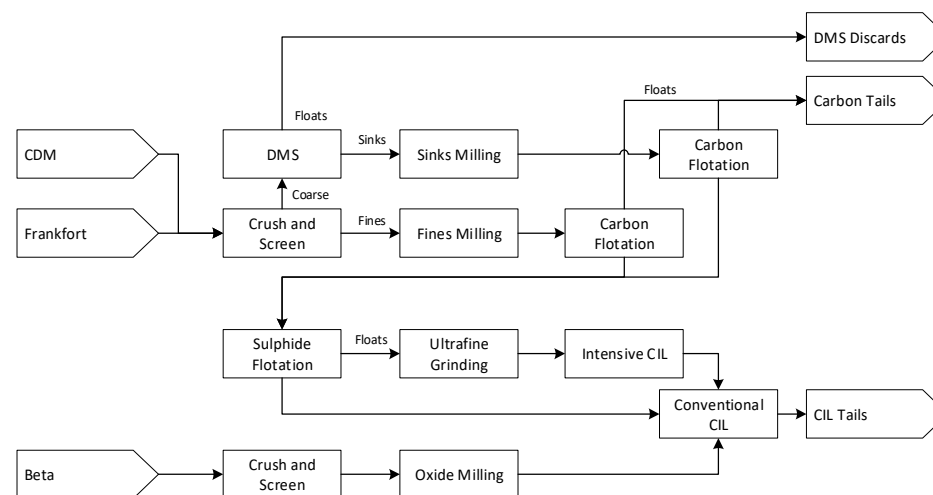 DMS Discards
Floats
Carbon Tails
Floats
CDM
DMS
Sinks
Sinks Milling
Carbon
Flotation
Coarse
Frankfort
Crush and
Screen
Fines
Fines Milling
Carbon
Flotation
Sulphide
Flotation
Floats
Ultrafine
Grinding
Intensive CIL
Conventional
CIL
CIL Tails
Beta
Crush and
Screen
Oxide Milling